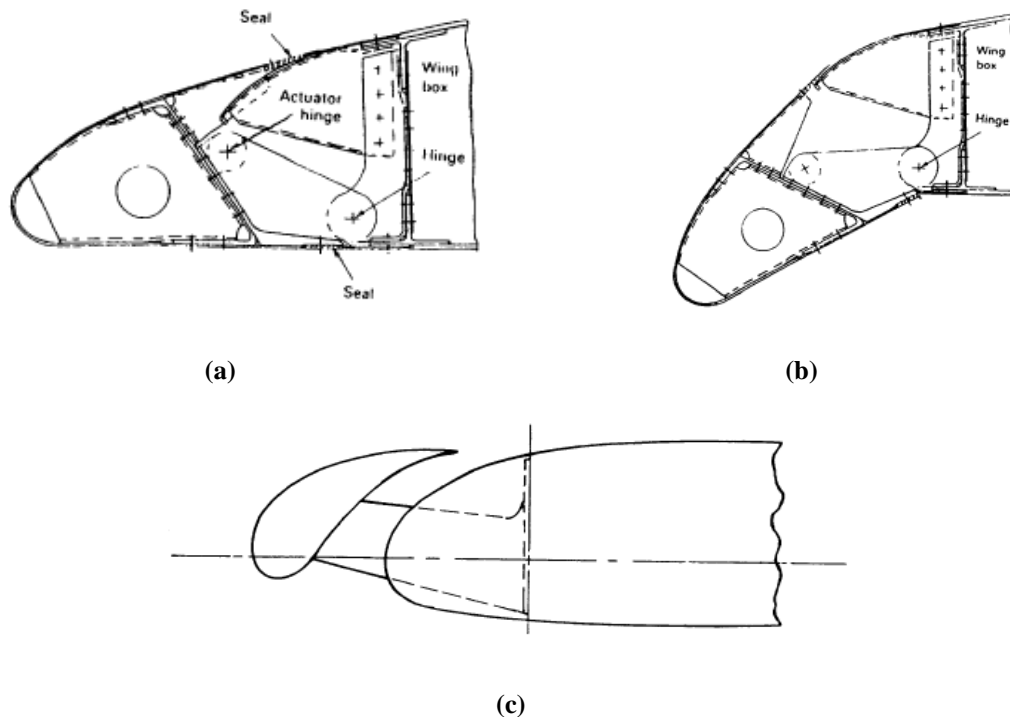 Seal
Actuator
hinge
Wing
box
Hinge
Seal
(a)
Wing
box
Hinge
(b)
(c)